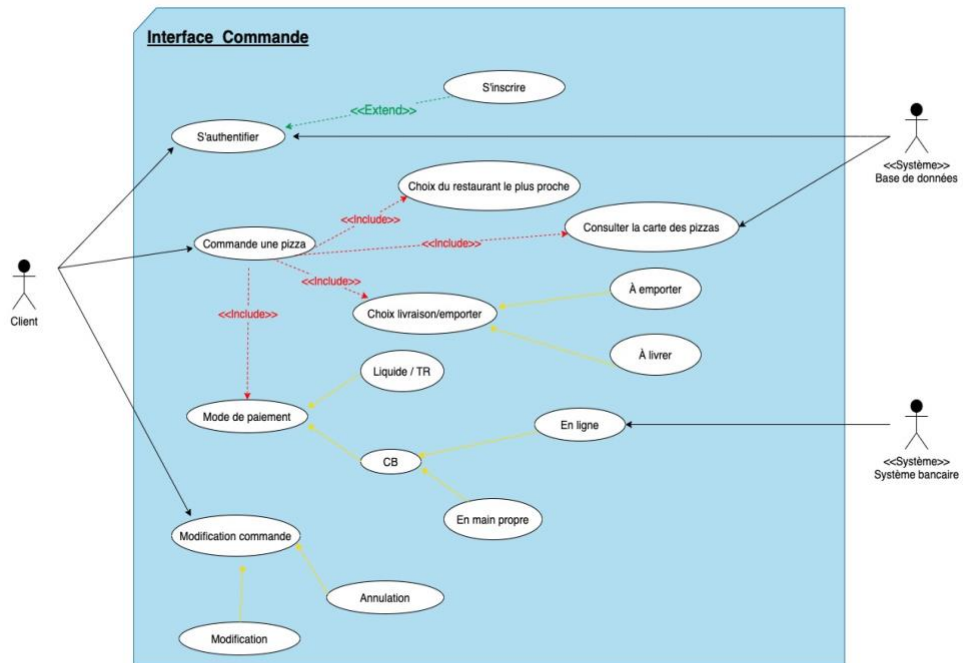 Interface Commande
S'inscrire
<<Extend>>
S'authentifier
<<Système>>
Base de données
Choix du restaurant le plus proche
<<Include>>
Consulter la carte des pizzas
Commande une pizza
<<Include>>
<<Include>>
À emporter
Client
<<Include>>
Choix livraison/emporter
À livrer
Liquide / TR
Mode de paiement
En ligne
CB
<<Système>>
Système bancaire
En main propre
Modification commande
Annulation
Modification